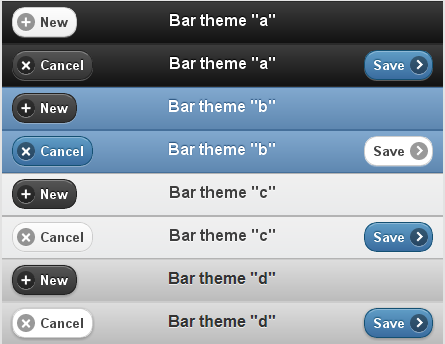 New Bar theme "a"
Cancel Bar theme "a" Save
New Bar theme "b"
Cancel Bar theme "b" Save
New Bar theme "c"
Cancel Bar theme "c" Save
New Bar theme "d"
Cancel Bar theme "d" Save